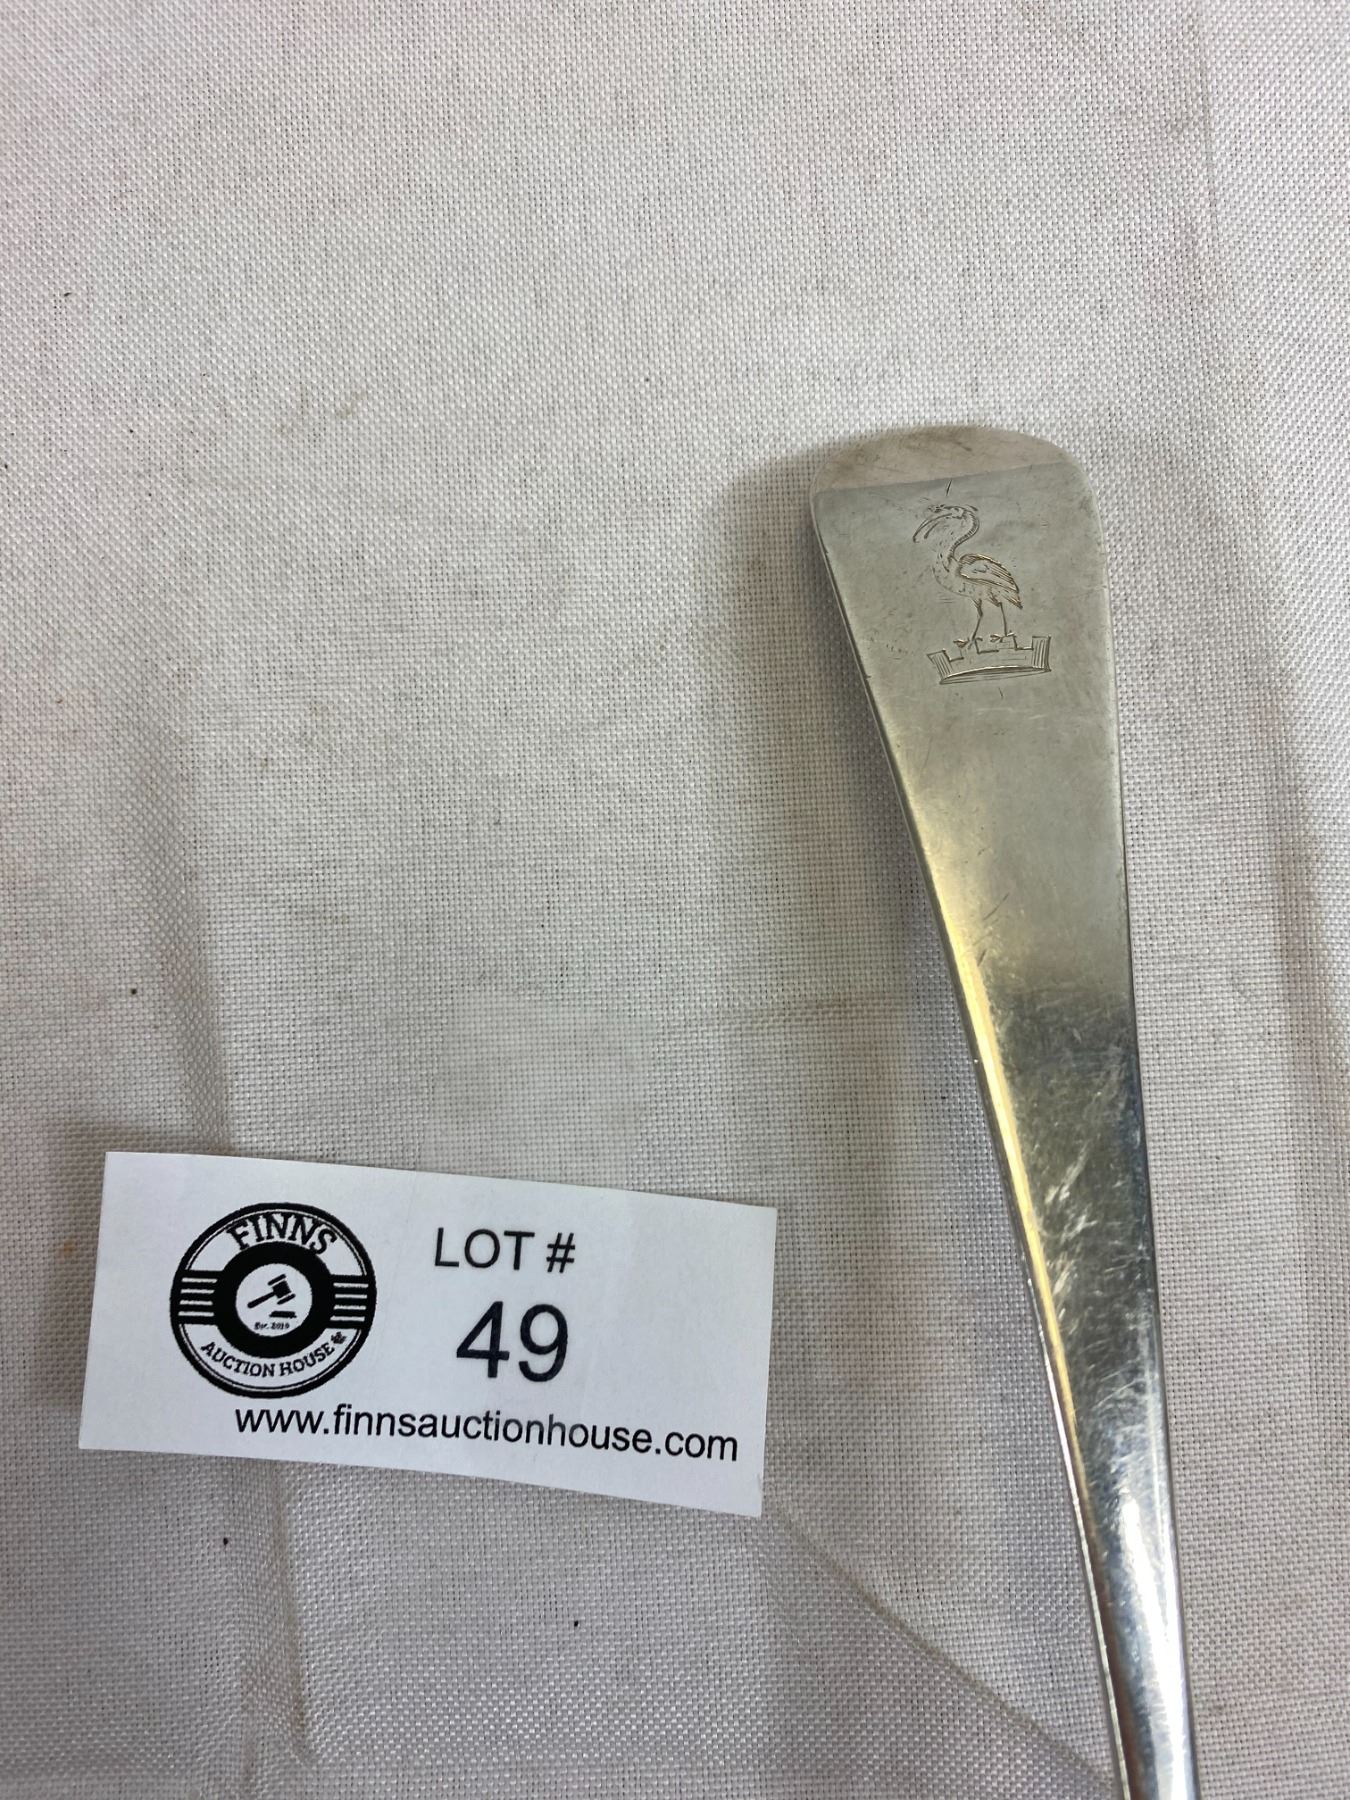 FINNS
Est. 2019
AUCTION HOUSE
LOT #
49
www.finnsauctionhouse.com